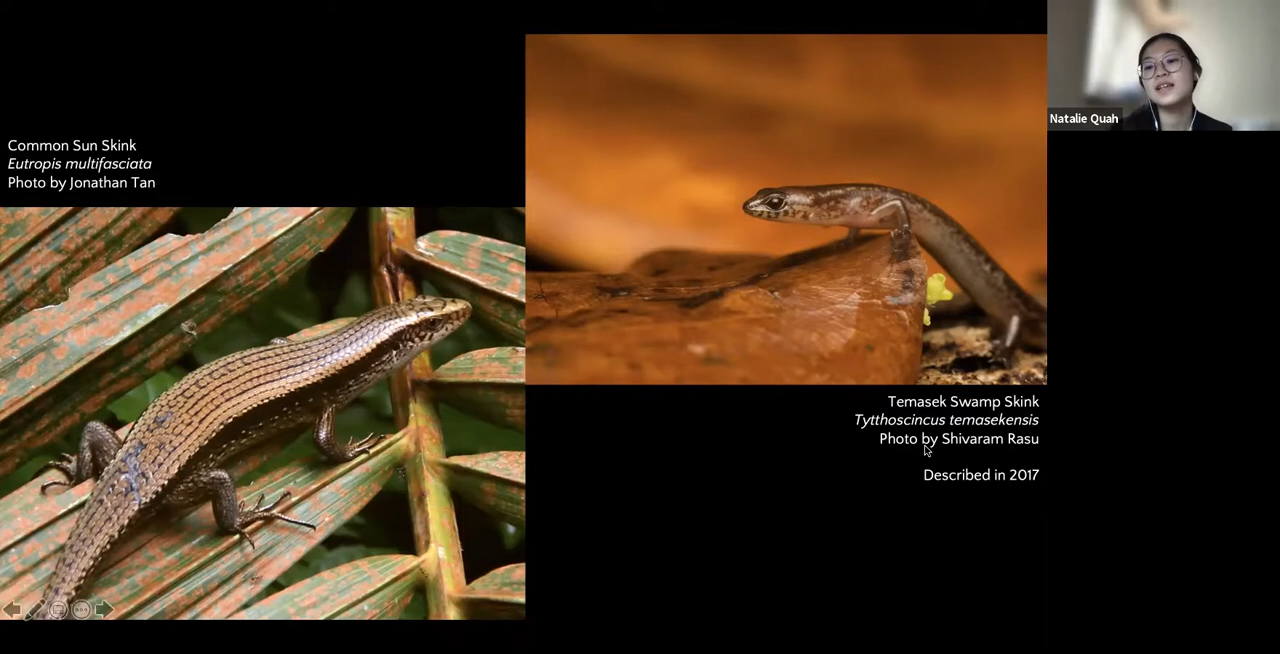 Common Sun Skink
Eutropis multifasciata
Photo by Jonathan Tan
Temasek Swamp Skink
Tytthoscincus temasekensis
Photo by Shivaram Rasu
Described in 2017
Natalie Quah